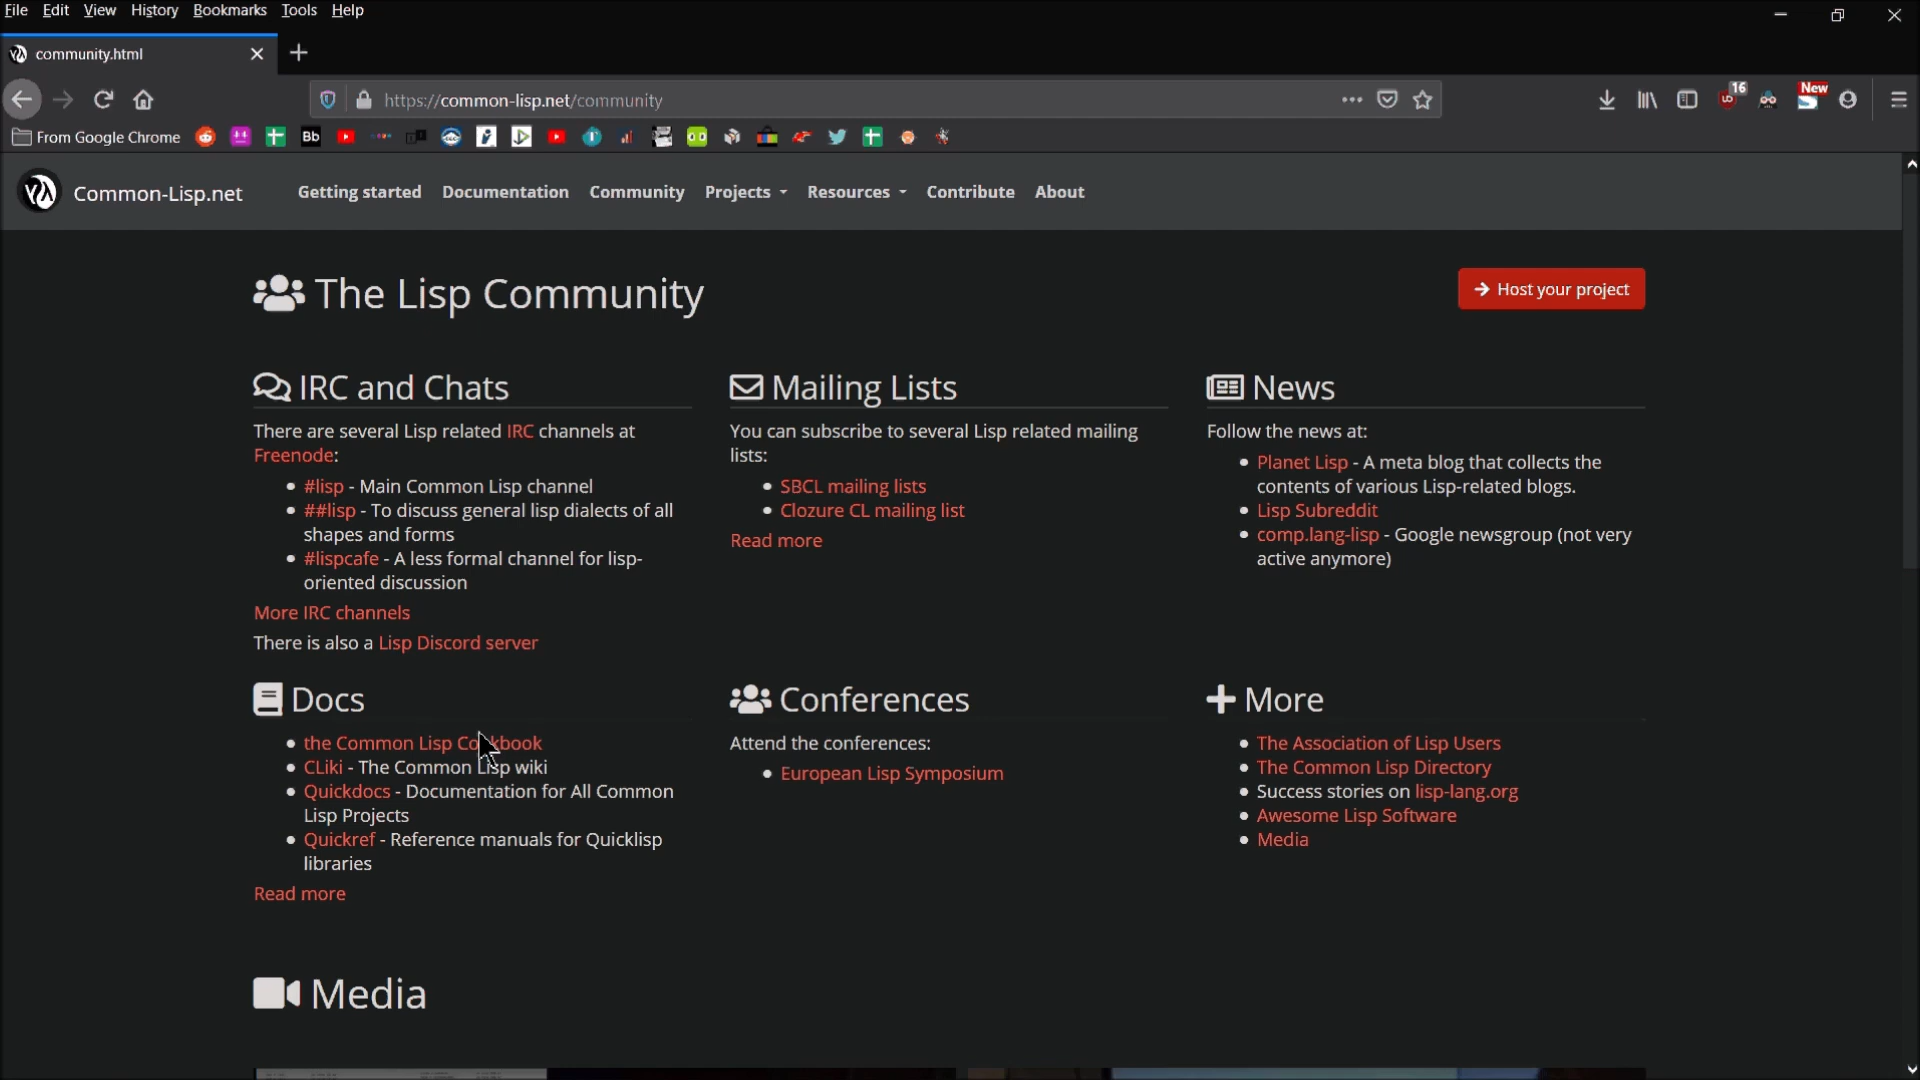 File Edit View History Bookmarks Tools Help
community.html
https://common-lisp.net/community
16
New
From Google Chrome
Bb
Common-Lisp.net
Getting started Documentation Community Projects Resources Contribute About
The Lisp Community
Host your project
IRC and Chats
There are several Lisp related IRC channels at
Freenode:
#lisp - Main Common Lisp channel
##lisp - To discuss general lisp dialects of all
shapes and forms
#lispcafe - A less formal channel for lisp-
oriented discussion
More IRC channels
There is also a Lisp Discord server
Mailing Lists
You can subscribe to several Lisp related mailing
lists:
SBCL mailing lists
Clozure CL mailing list
Read more
News
Follow the news at:
Planet Lisp - A meta blog that collects the
contents of various Lisp-related blogs.
Lisp Subreddit
comp.lang-lisp - Google newsgroup (not very
active anymore)
Docs
the Common Lisp Cookbook
CLiki - The Common Lisp wiki
Quickdocs - Documentation for All Common
Lisp Projects
Quickref - Reference manuals for Quicklisp
libraries
Read more
Conferences
Attend the conferences:
European Lisp Symposium
More
The Association of Lisp Users
The Common Lisp Directory
Success stories on lisp-lang.org
Awesome Lisp Software
Media
Media